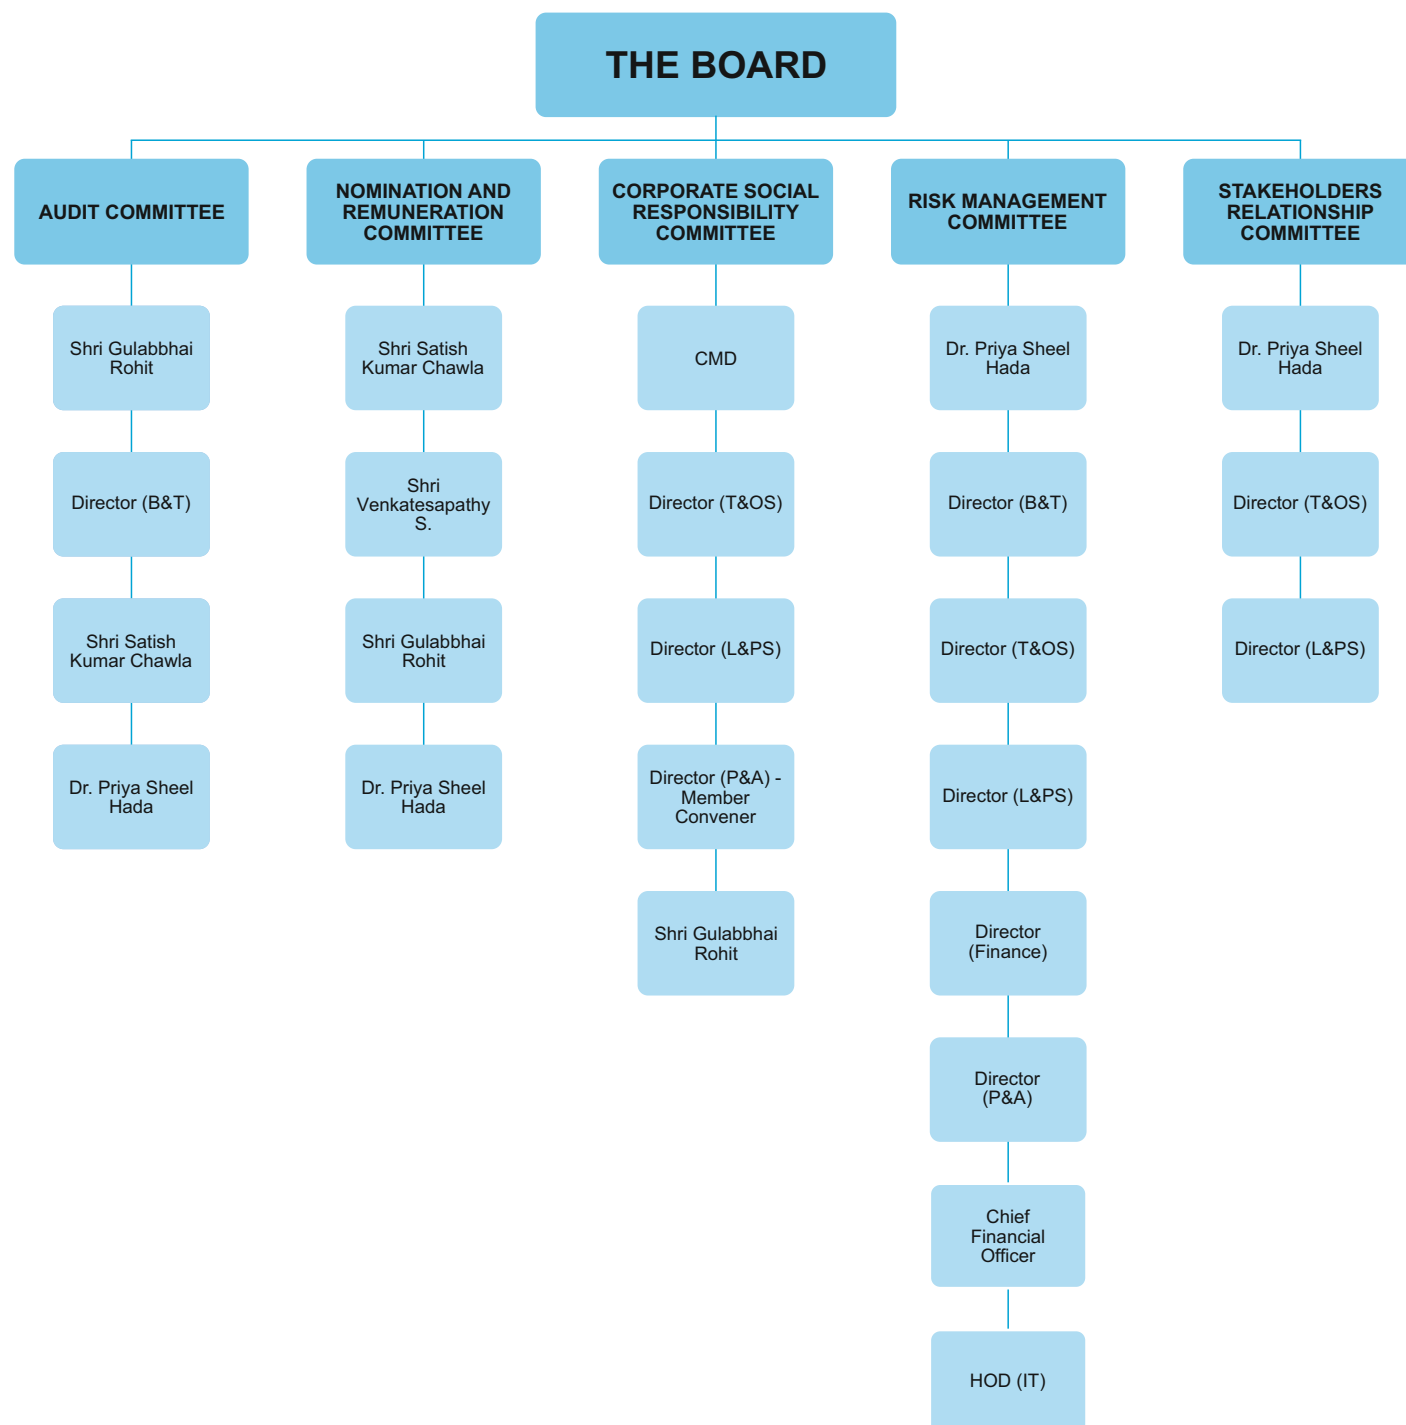 THE BOARD
AUDIT COMMITTEE
Shri Gulabbhai
Rohit
Director (B&T)
Shri Satish
Kumar Chawla
Dr. Priya Sheel
Hada
NOMINATION AND
REMUNERATION
COMMITTEE
Shri Satish
Kumar Chawla
Shri
Venkatesapathy
S.
Shri Gulabbhai
Rohit
Dr. Priya Sheel
Hada
CORPORATE SOCIAL
RESPONSIBILITY
COMMITTEE
CMD
Director (T&OS)
Director (L&PS)
Director (P&A) -
Member
Convener
Shri Gulabbhai
Rohit
RISK MANAGEMENT
COMMITTEE
Dr. Priya Sheel
Hada
Director (B&T)
Director (T&OS)
Director (L&PS)
Director
(Finance)
Director
(P&A)
Chief
Financial
Officer
HOD (IT)
STAKEHOLDERS
RELATIONSHIP
COMMITTEE
Dr. Priya Sheel
Hada
Director (T&OS)
Director (L&PS)